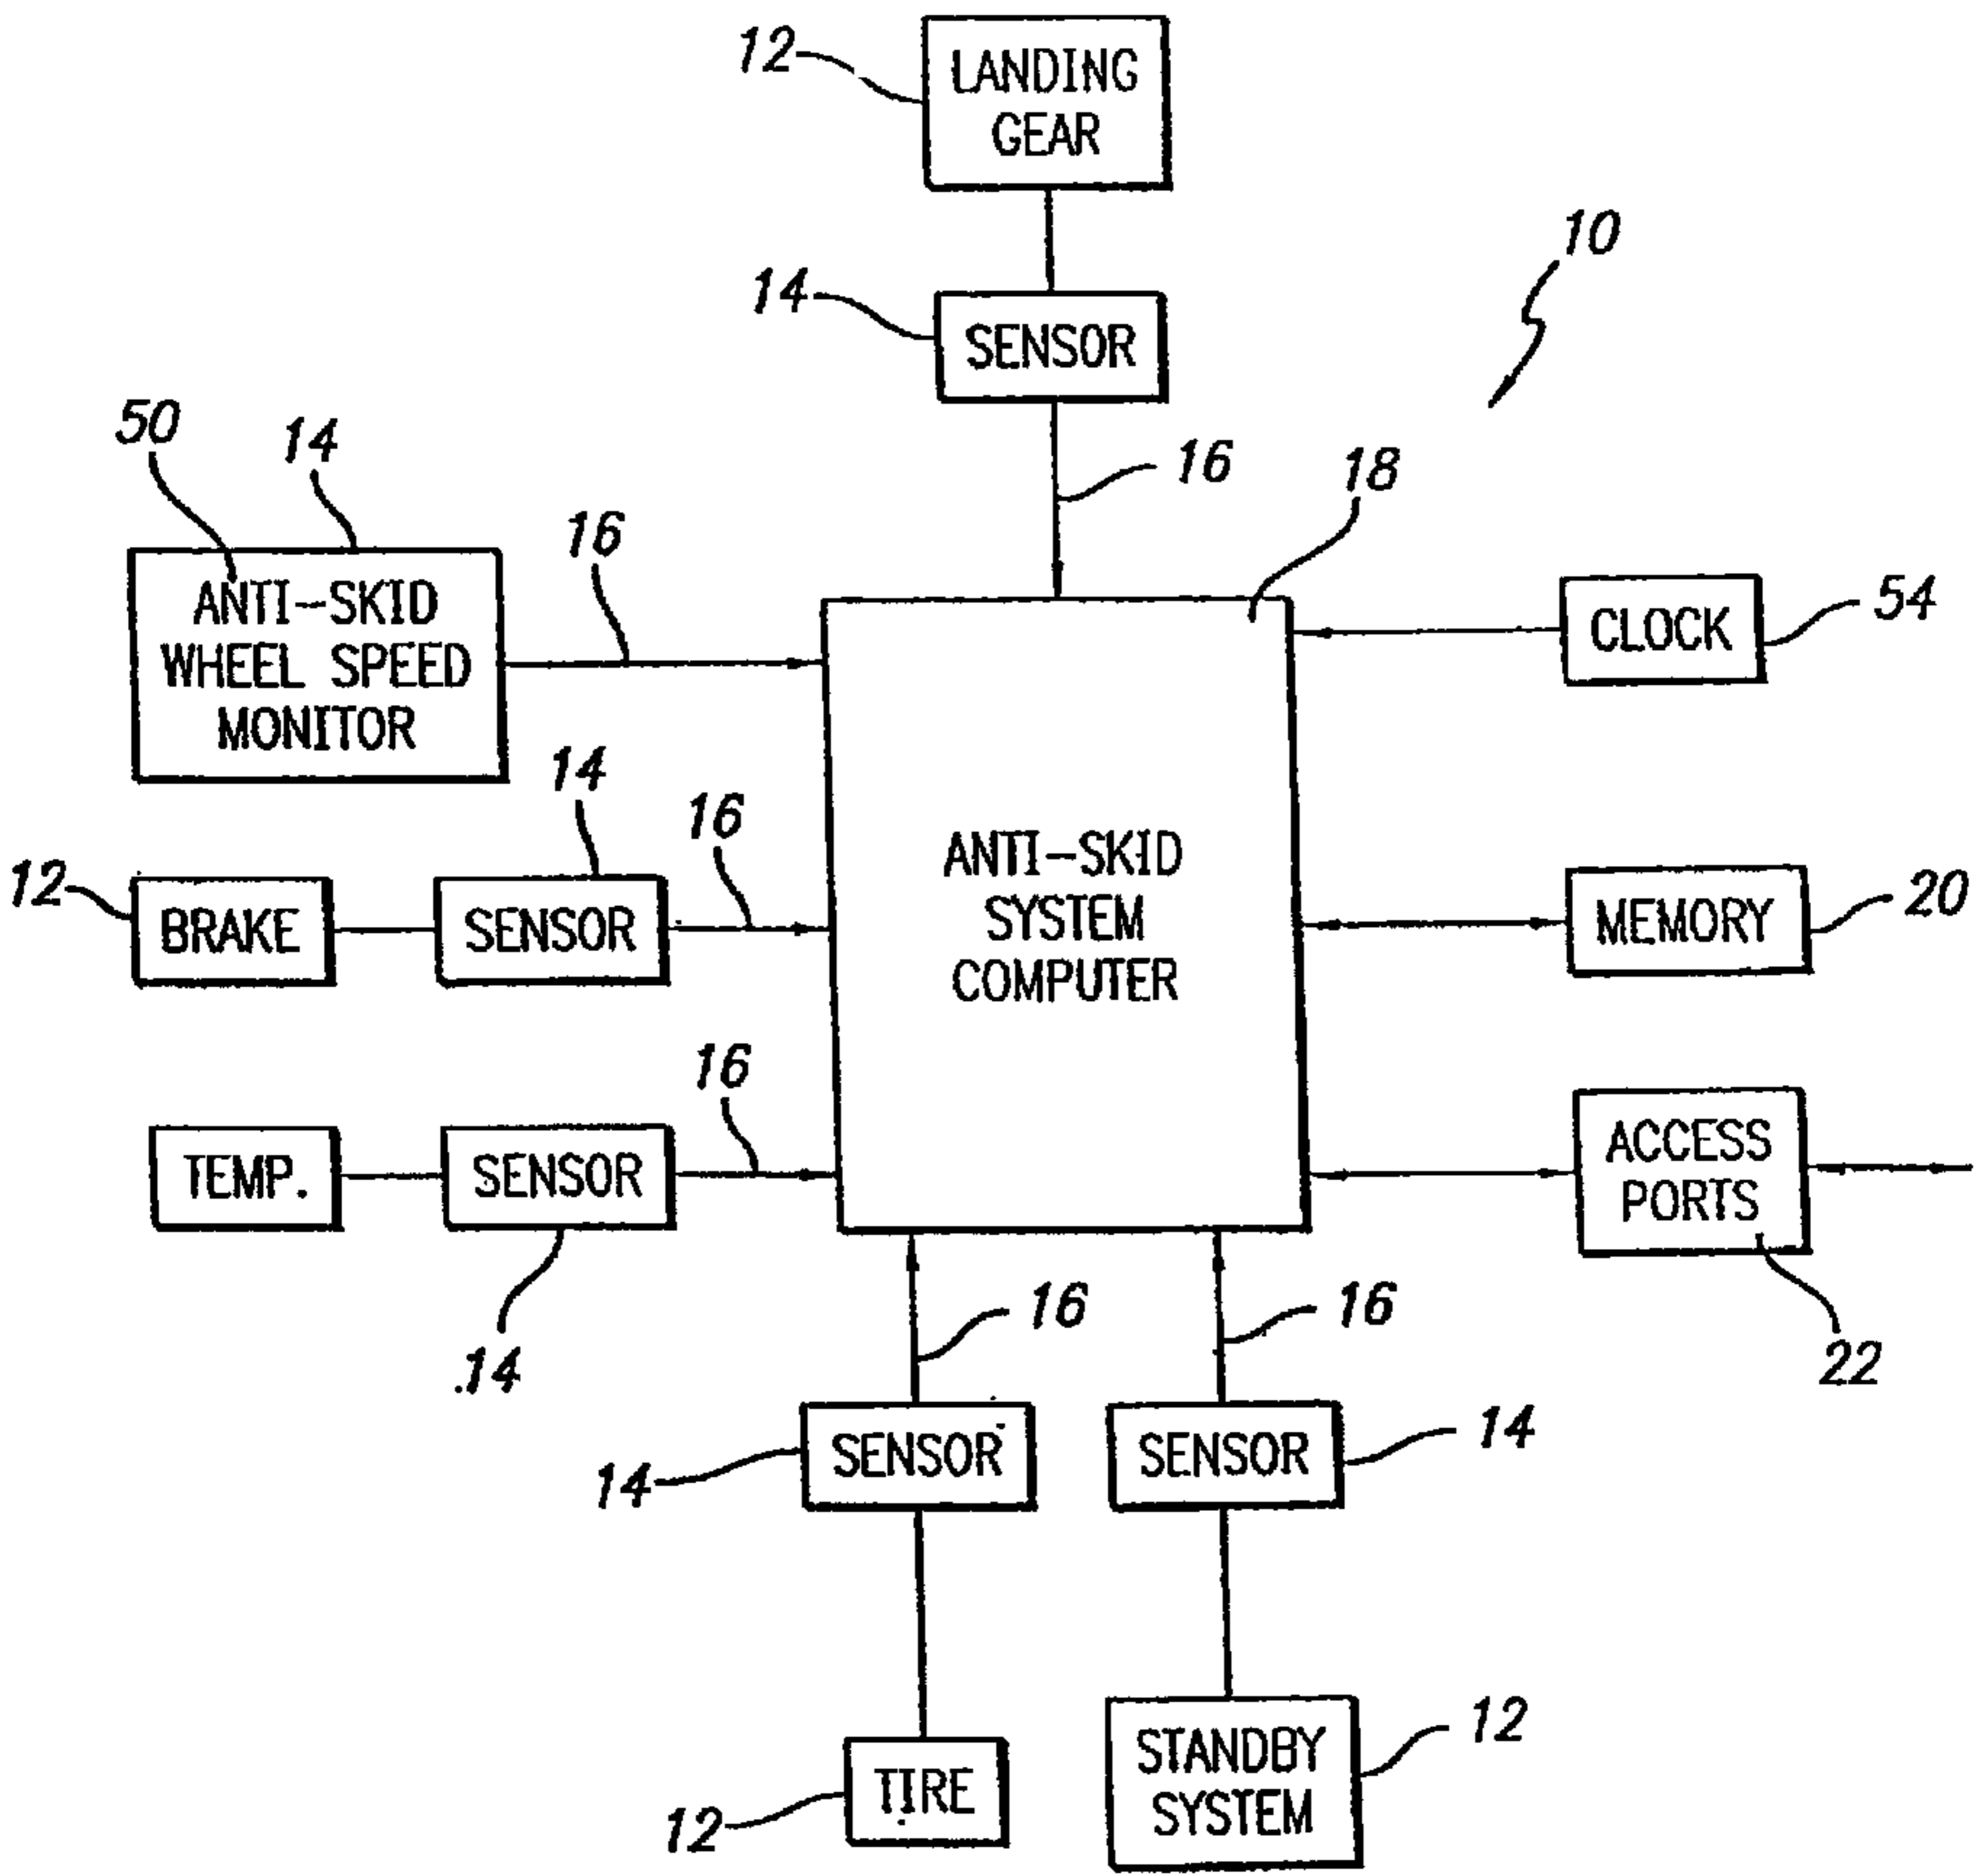 12
LANDING
GEAR
10
14
SENSOR
50
14
16
18
16
ANTI-SKID
WHEEL SPEED
MONITOR
CLOCK
54
14
16
12
BRAKE
SENSOR
ANTI-SKID
SYSTEM
COMPUTER
MEMORY
20
16
TEMP.
SENSOR
ACCESS
PORTS
14
16
16
22
14
SENSOR
SENSOR
14
12
TIRE
STANDBY
SYSTEM
12